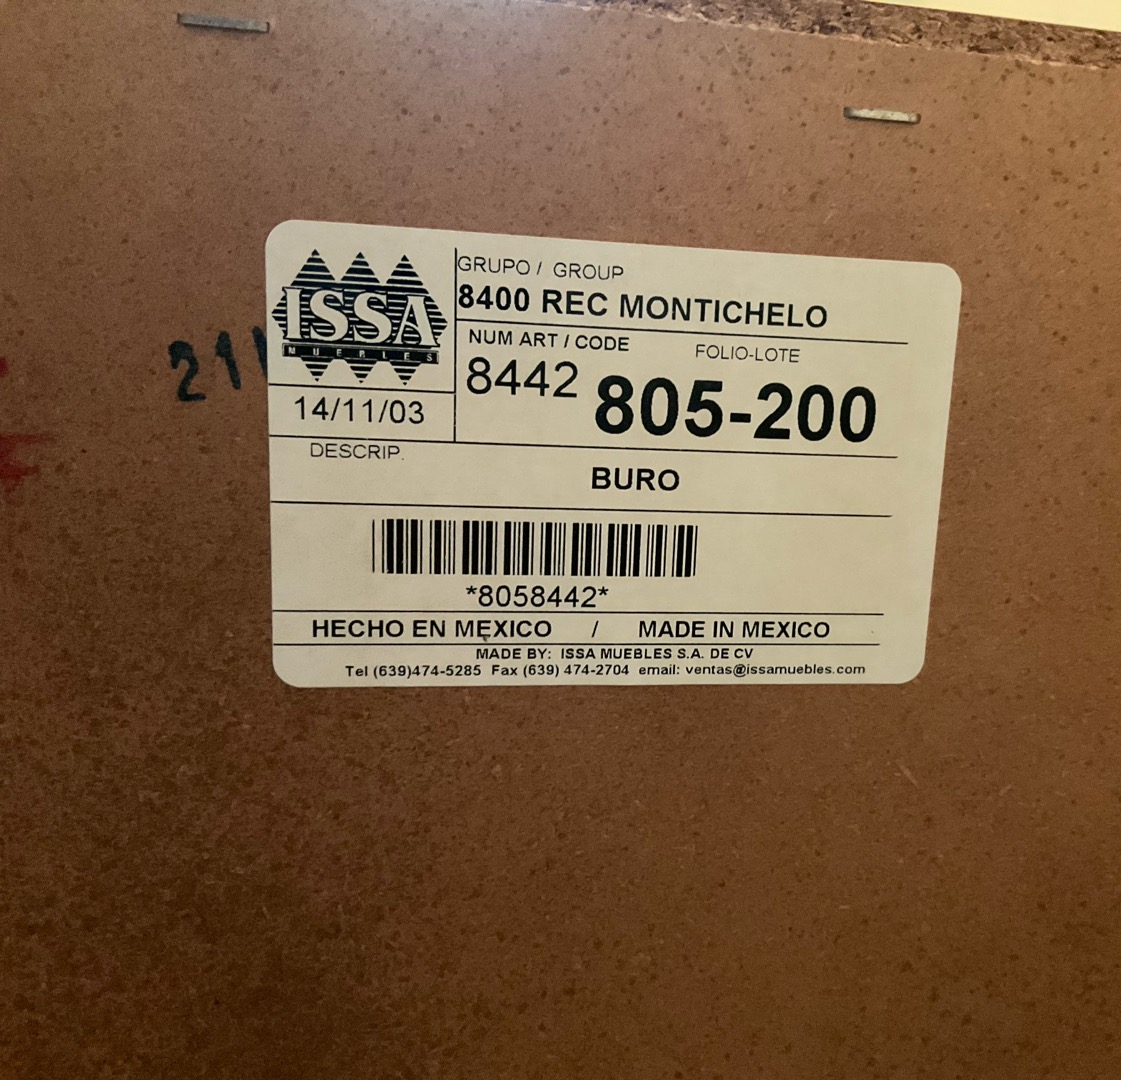 ISSA
MUEBLES
14/11/03
GRUPO / GROUP
8400 REC MONTICHELO
NUM ART / CODE
8442
FOLIO-LOTE
805-200
DESCRIP.
BURO
*8058442*
HECHO EN MEXICO / MADE IN MEXICO
MADE BY: ISSA MUEBLES S.A. DE CV
Tel (639)474-5285 Fax (639) 474-2704 email: ventas@issamuebles.com